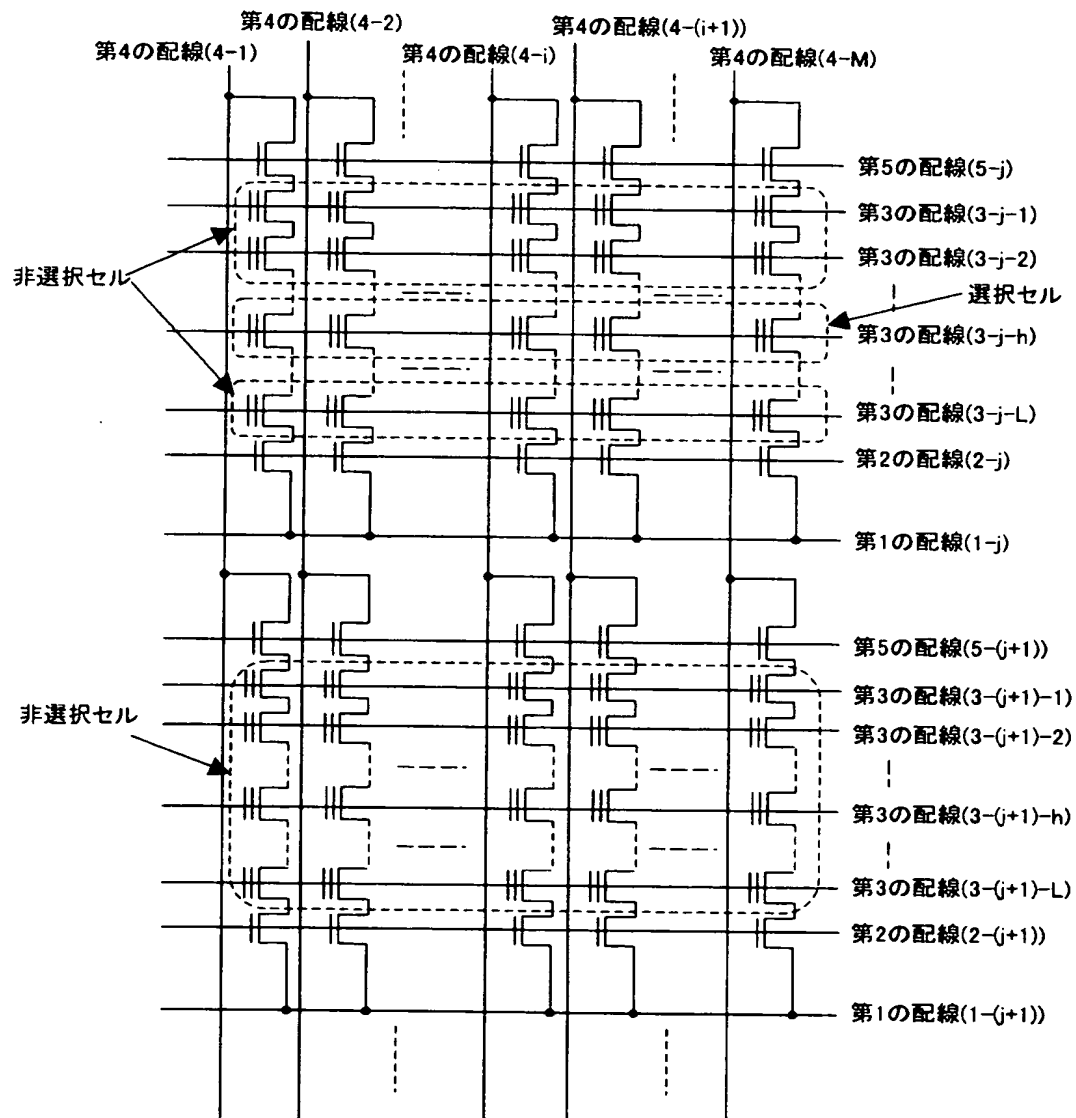 第4の配線(4-2)
第4の配線(4-(i+1))
第4の配線(4-1)
第4の配線(4-i)
第4の配線(4-M)
第5の配線(5-j)
第3の配線(3-j-1)
第3の配線(3-j-2)
非選択セル
選択セル
第3の配線(3-j-h)
第3の配線(3-j-L)
第2の配線(2-j)
第1の配線(1-j)
第5の配線(5-(j+1))
第3の配線(3-(j+1)-1)
非選択セル
第3の配線(3-(j+1)-2)
第3の配線(3-(j+1)-h)
第3の配線(3-(j+1)-L)
第2の配線(2-(j+1))
第1の配線(1-(j+1))